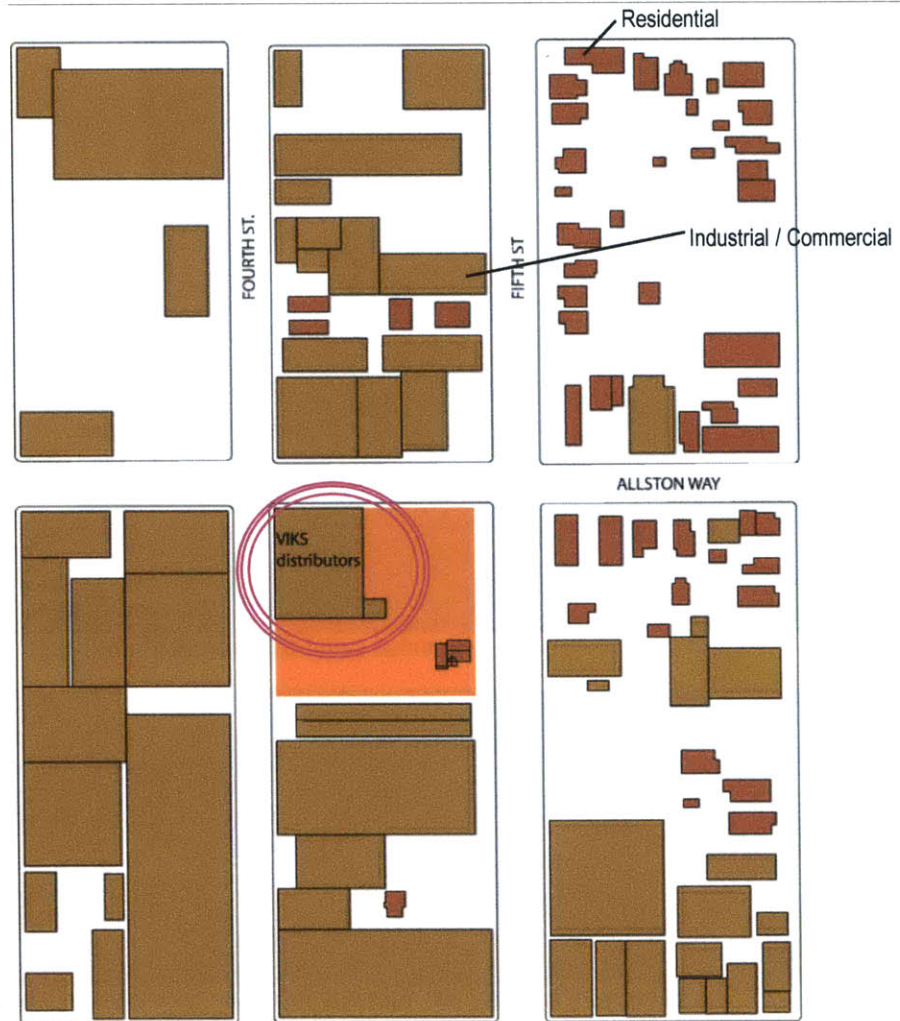 Residential
Industrial / Commercial
FOURTH ST.
FIFTH ST
ALLSTON WAY
VIKS
distributors